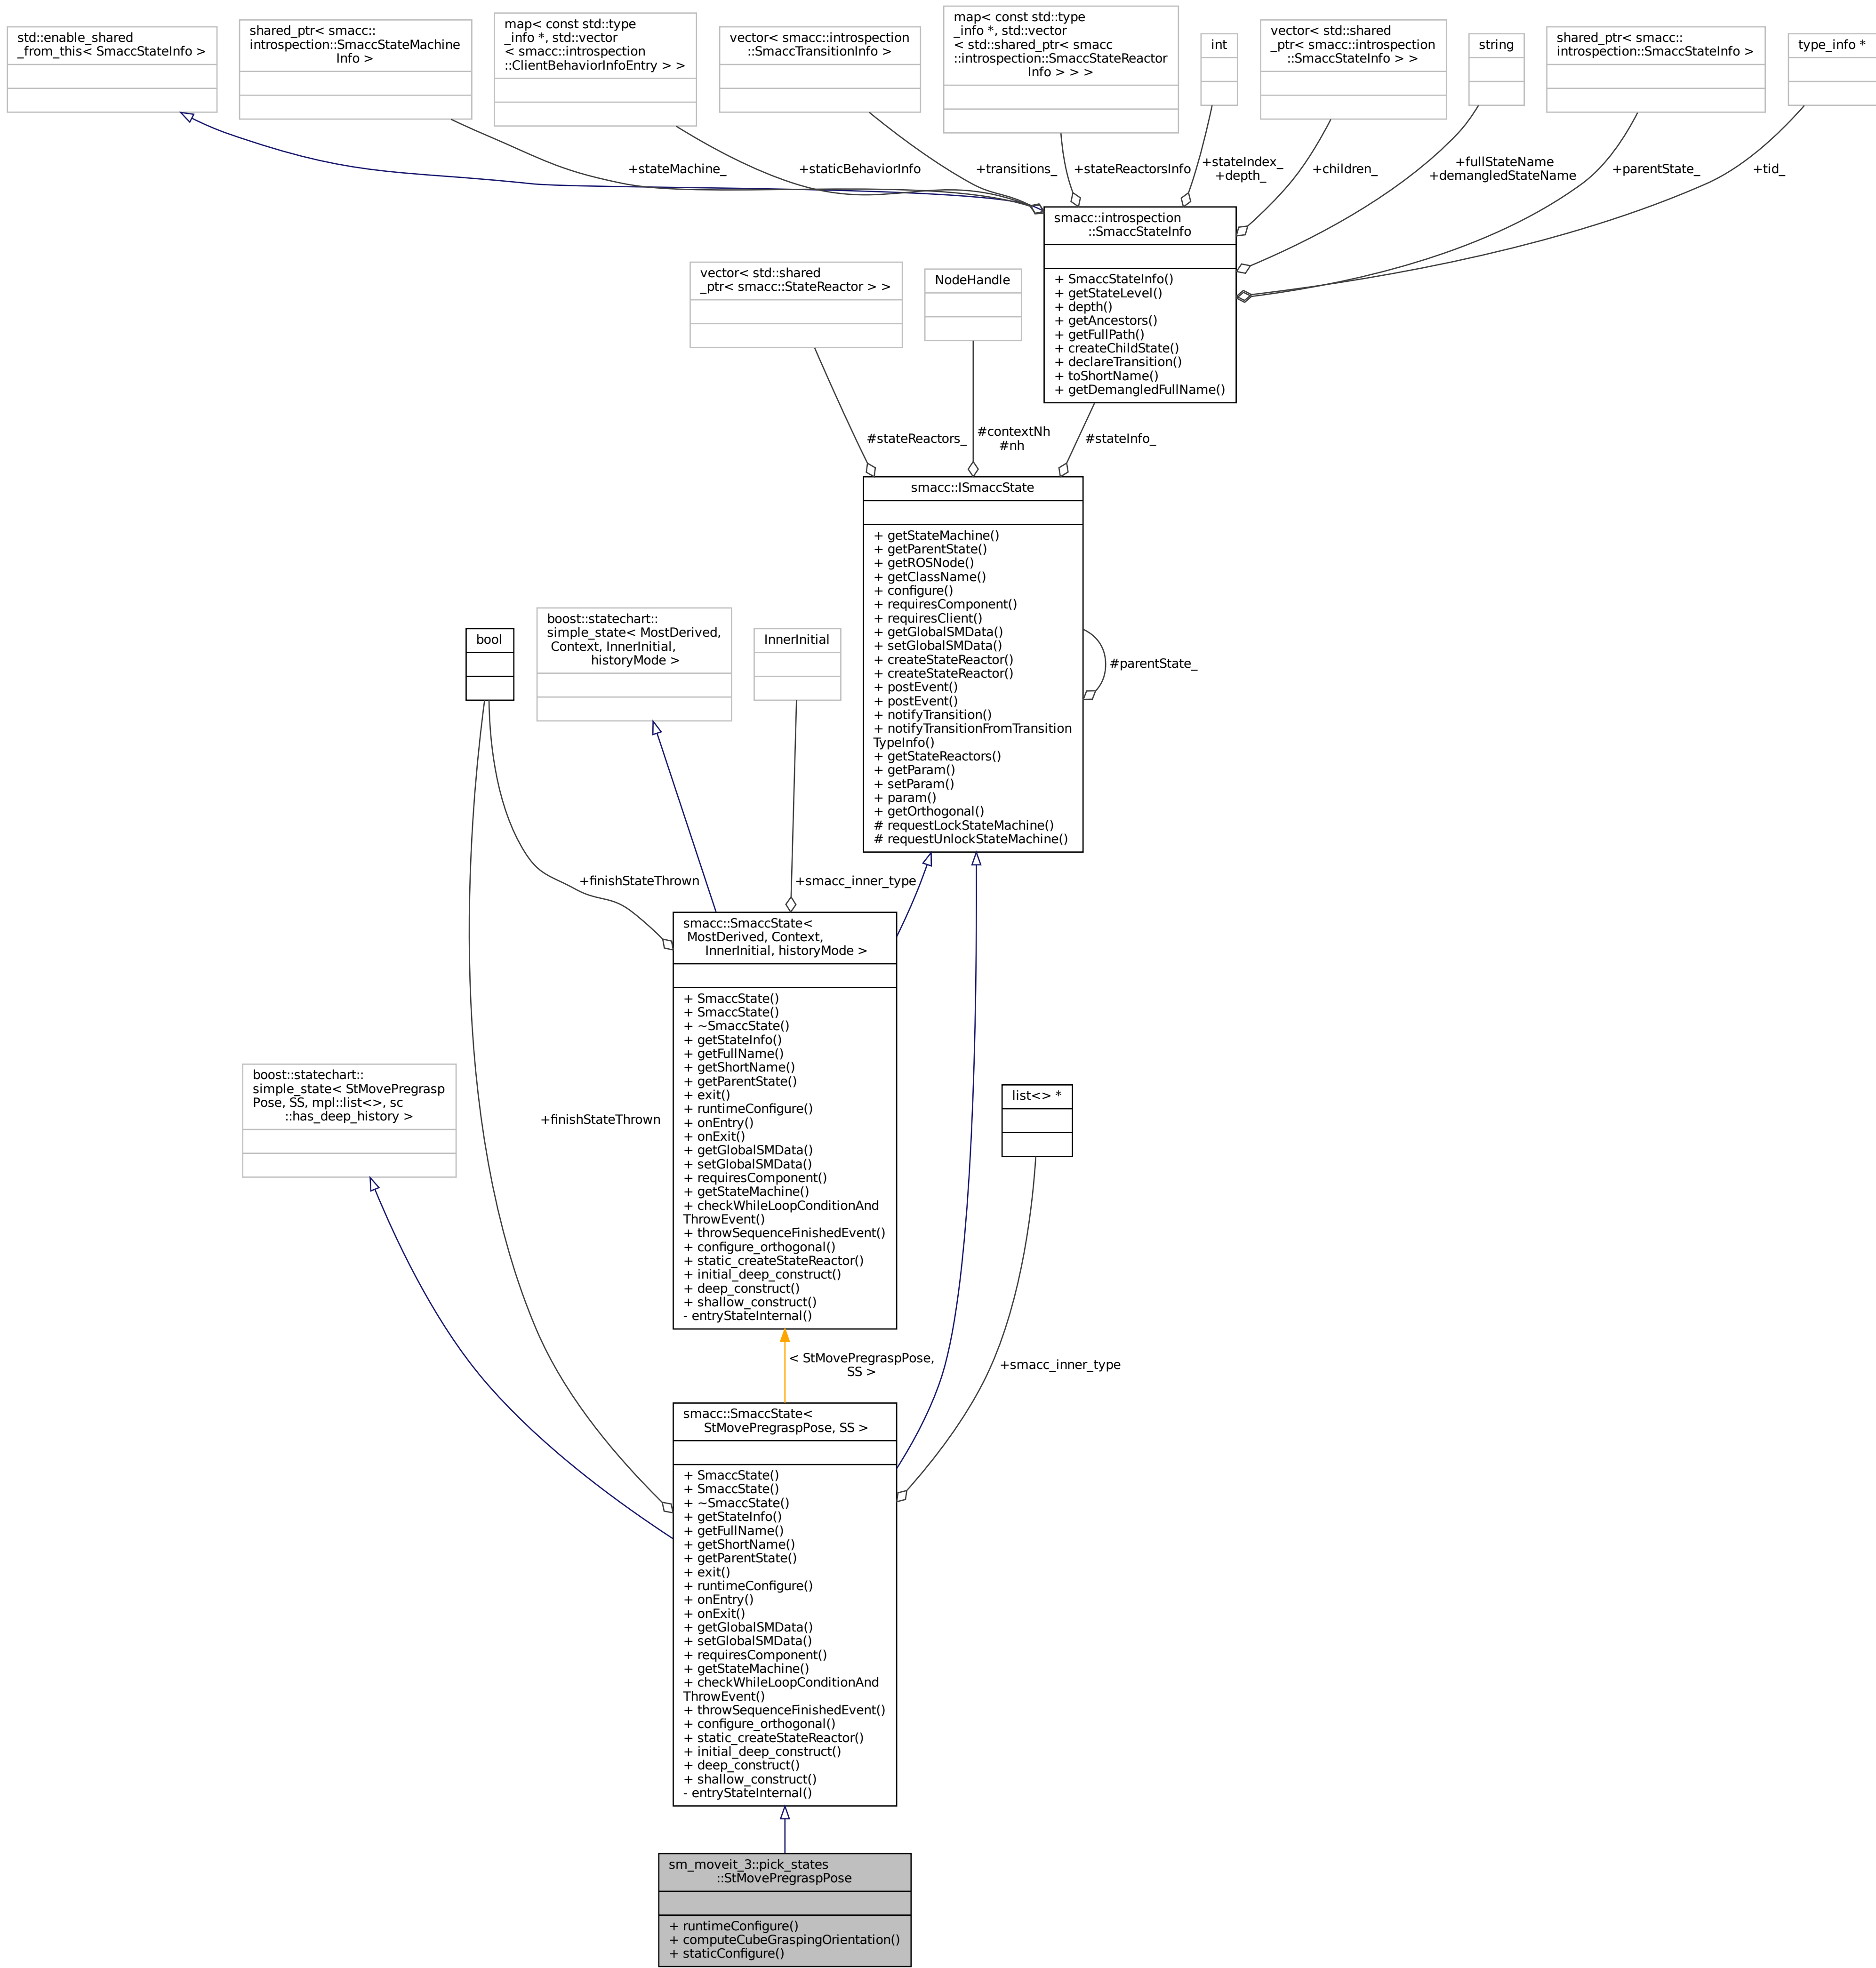 std::enable_shared
_from_this< SmaccStateInfo >
shared_ptr< smacc::
introspection::SmaccStateMachine
Info >
map< const std::type
_info *, std::vector
< smacc::introspection
::ClientBehaviorInfoEntry > >
vector< smacc::introspection
::SmaccTransitionInfo >
map< const std::type
_info *, std::vector
< std::shared_ptr< smacc
::introspection::SmaccStateReactor
Info > > >
int
vector< std::shared
_ptr< smacc::introspection
::SmaccStateInfo > >
string
shared_ptr< smacc::
introspection::SmaccStateInfo >
type_info *
+stateMachine_
+staticBehaviorInfo
+transitions_
+stateReactorsInfo
+stateIndex_
+depth_
+children_
+fullStateName
+demangledStateName
+parentState_
+tid_
smacc::introspection
::SmaccStateInfo
+ SmaccStateInfo()
+ getStateLevel()
+ depth()
+ getAncestors()
+ getFullPath()
+ createChildState()
+ declareTransition()
+ toShortName()
+ getDemangledFullName()
vector< std::shared
_ptr< smacc::StateReactor > >
NodeHandle
#stateReactors_
#contextNh
#nh
#stateInfo_
smacc::ISmaccState
+ getStateMachine()
+ getParentState()
+ getROSNode()
+ getClassName()
+ configure()
+ requiresComponent()
+ requiresClient()
+ getGlobalSMData()
+ setGlobalSMData()
+ createStateReactor()
+ createStateReactor()
+ postEvent()
+ postEvent()
+ notifyTransition()
+ notifyTransitionFromTransition
TypeInfo()
+ getStateReactors()
+ getParam()
+ setParam()
+ param()
+ getOrthogonal()
# requestLockStateMachine()
# requestUnlockStateMachine()
#parentState_
bool
boost::statechart::
simple_state< MostDerived,
Context, InnerInitial,
historyMode >
InnerInitial
+finishStateThrown
+smacc_inner_type
smacc::SmaccState<
MostDerived, Context,
InnerInitial, historyMode >
+ SmaccState()
+ SmaccState()
+ ~SmaccState()
+ getStateInfo()
+ getFullName()
+ getShortName()
+ getParentState()
+ exit()
+ runtimeConfigure()
+ onEntry()
+ onExit()
+ getGlobalSMData()
+ setGlobalSMData()
+ requiresComponent()
+ getStateMachine()
+ checkWhileLoopConditionAnd
ThrowEvent()
+ throwSequenceFinishedEvent()
+ configure_orthogonal()
+ static_createStateReactor()
+ initial_deep_construct()
+ deep_construct()
+ shallow_construct()
- entryStateInternal()
boost::statechart::
simple_state< StMovePregrasp
Pose, SS, mpl::list<>, sc
::has_deep_history >
+finishStateThrown
list<> *
< StMovePregraspPose,
SS >
+smacc_inner_type
smacc::SmaccState<
StMovePregraspPose, SS >
+ SmaccState()
+ SmaccState()
+ ~SmaccState()
+ getStateInfo()
+ getFullName()
+ getShortName()
+ getParentState()
+ exit()
+ runtimeConfigure()
+ onEntry()
+ onExit()
+ getGlobalSMData()
+ setGlobalSMData()
+ requiresComponent()
+ getStateMachine()
+ checkWhileLoopConditionAnd
ThrowEvent()
+ throwSequenceFinishedEvent()
+ configure_orthogonal()
+ static_createStateReactor()
+ initial_deep_construct()
+ deep_construct()
+ shallow_construct()
- entryStateInternal()
sm_moveit_3::pick_states
::StMovePregraspPose
+ runtimeConfigure()
+ computeCubeGraspingOrientation()
+ staticConfigure()